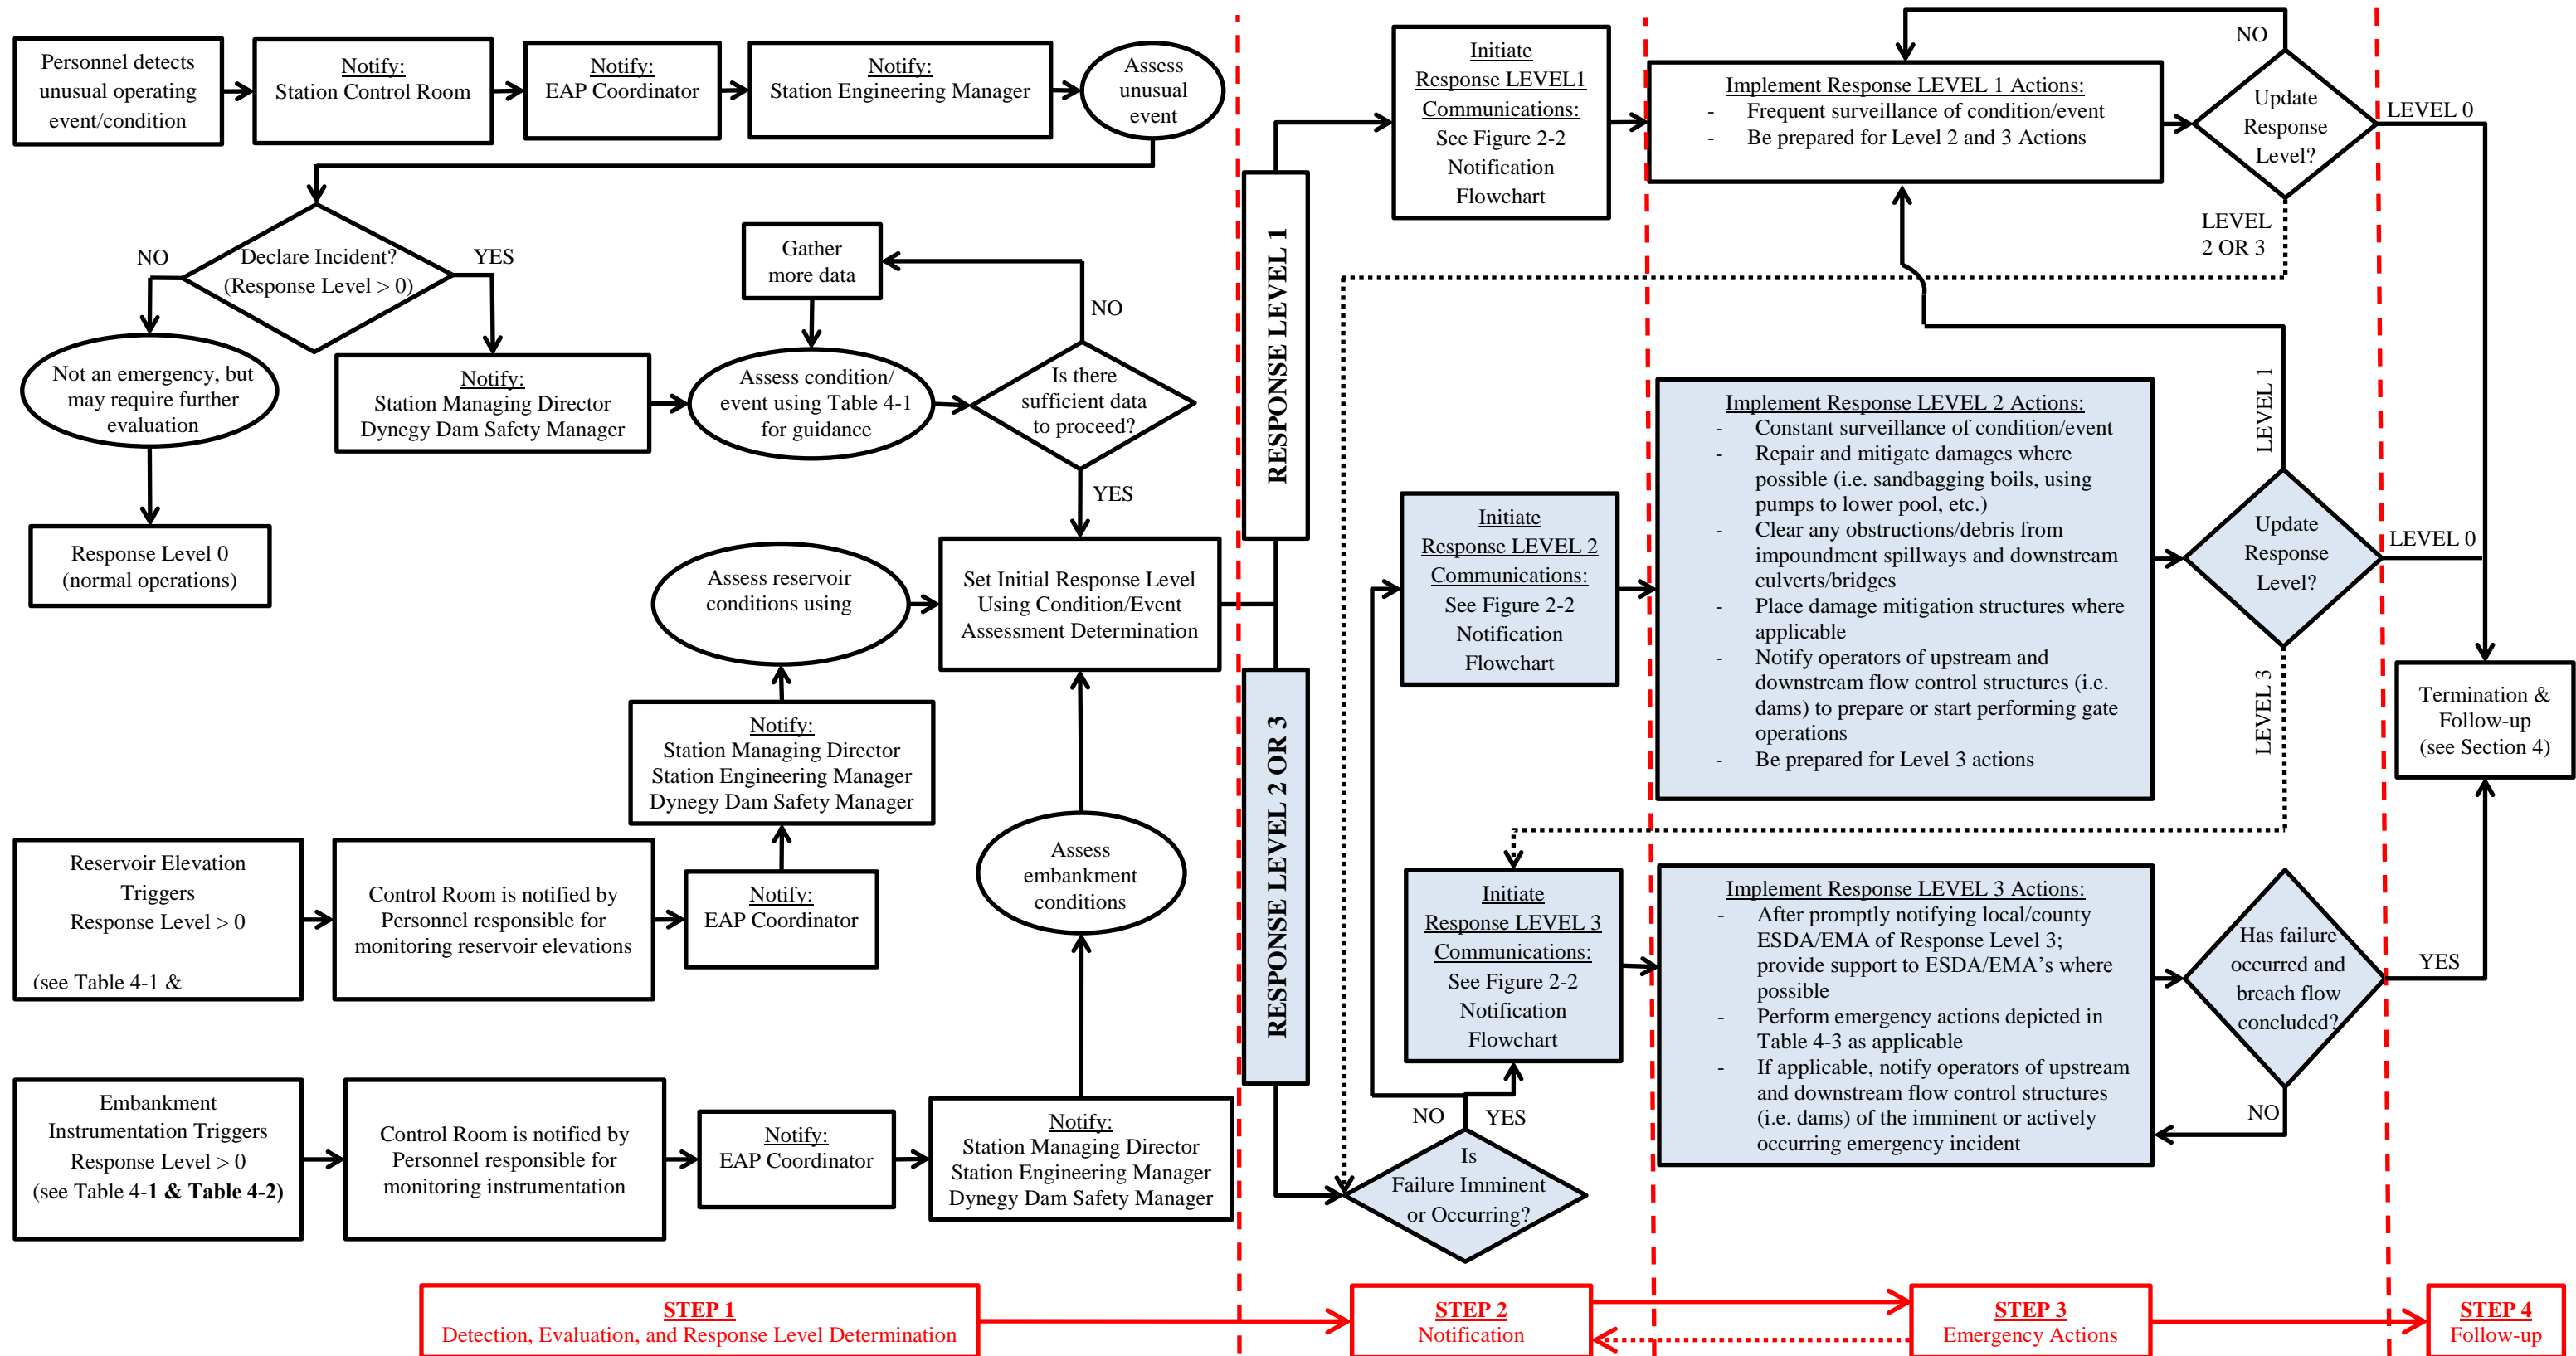 Personnel detects
unusual operating
event/condition
Notify:
Station Control Room
Notify:
EAP Coordinator
Notify:
Station Engineering Manager
Assess
unusual
event
Declare Incident?
(Response Level > 0)
NO
YES
Not an emergency, but
may require further
evaluation
Response Level 0
(normal operations)
Notify:
Station Managing Director
Dynegy Dam Safety Manager
Gather
more data
Assess condition/
event using Table 4-1
for guidance
Is there
sufficient data
to proceed?
NO
YES
Set Initial Response Level
Using Condition/Event
Assessment Determination
Assess reservoir
conditions using
Notify:
Station Managing Director
Station Engineering Manager
Dynegy Dam Safety Manager
Reservoir Elevation
Triggers
Response Level > 0
(see Table 4-1 &
Control Room is notified by
Personnel responsible for
monitoring reservoir elevations
Notify:
EAP Coordinator
Assess
embankment
conditions
Embankment
Instrumentation Triggers
Response Level > 0
(see Table 4-1 & Table 4-2)
Control Room is notified by
Personnel responsible for
monitoring instrumentation
Notify:
EAP Coordinator
Notify:
Station Managing Director
Station Engineering Manager
Dynegy Dam Safety Manager
RESPONSE LEVEL 1
RESPONSE LEVEL 2 OR 3
Initiate
Response LEVEL1
Communications:
See Figure 2-2
Notification
Flowchart
Implement Response LEVEL 1 Actions:
- Frequent surveillance of condition/event
- Be prepared for Level 2 and 3 Actions
Update
Response
Level?
NO
LEVEL 0
LEVEL
2 OR 3
Initiate
Response LEVEL 2
Communications:
See Figure 2-2
Notification
Flowchart
Implement Response LEVEL 2 Actions:
- Constant surveillance of condition/event
- Repair and mitigate damages where
possible (i.e. sandbagging boils, using
pumps to lower pool, etc.)
- Clear any obstructions/debris from
impoundment spillways and downstream
culverts/bridges
- Place damage mitigation structures where
applicable
- Notify operators of upstream and
downstream flow control structures (i.e.
dams) to prepare or start performing gate
operations
- Be prepared for Level 3 actions
LEVEL 1
Update
Response
Level?
LEVEL 0
LEVEL 3
Termination &
Follow-up
(see Section 4)
Initiate
Response LEVEL 3
Communications:
See Figure 2-2
Notification
Flowchart
Implement Response LEVEL 3 Actions:
- After promptly notifying local/county
ESDA/EMA of Response Level 3;
provide support to ESDA/EMA’s where
possible
- Perform emergency actions depicted in
Table 4-3 as applicable
- If applicable, notify operators of upstream
and downstream flow control structures
(i.e. dams) of the imminent or actively
occurring emergency incident
Has failure
occurred and
breach flow
concluded?
YES
NO
NO
YES
Is
Failure Imminent
or Occurring?
STEP 1
Detection, Evaluation, and Response Level Determination
STEP 2
Notification
STEP 3
Emergency Actions
STEP 4
Follow-up